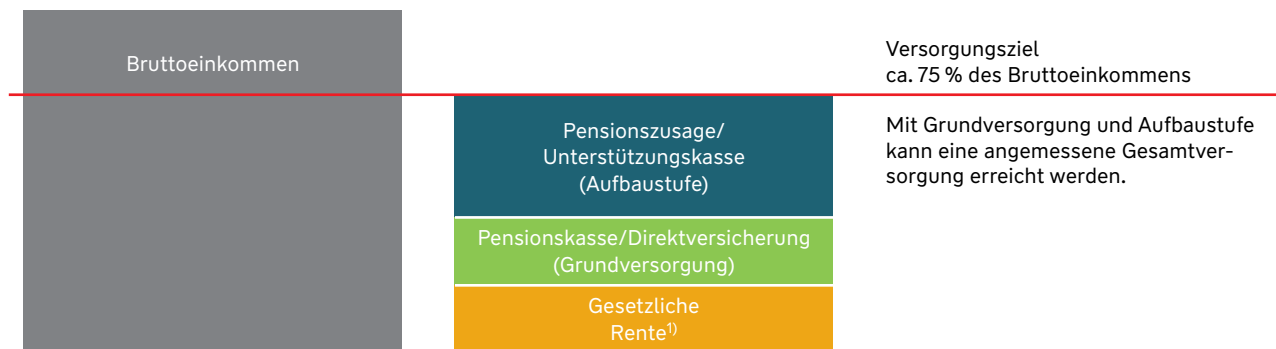 Bruttoeinkommen
Versorgungsziel
ca. 75 % des Bruttoeinkommens
Pensionszusage/
Unterstützungskasse
(Aufbaustufe)
Mit Grundversorgung und Aufbaustufe
kann eine angemessene Gesamtver-
sorgung erreicht werden.
Pensionskasse/Direktversicherung
(Grundversorgung)
Gesetzliche
Rente1)